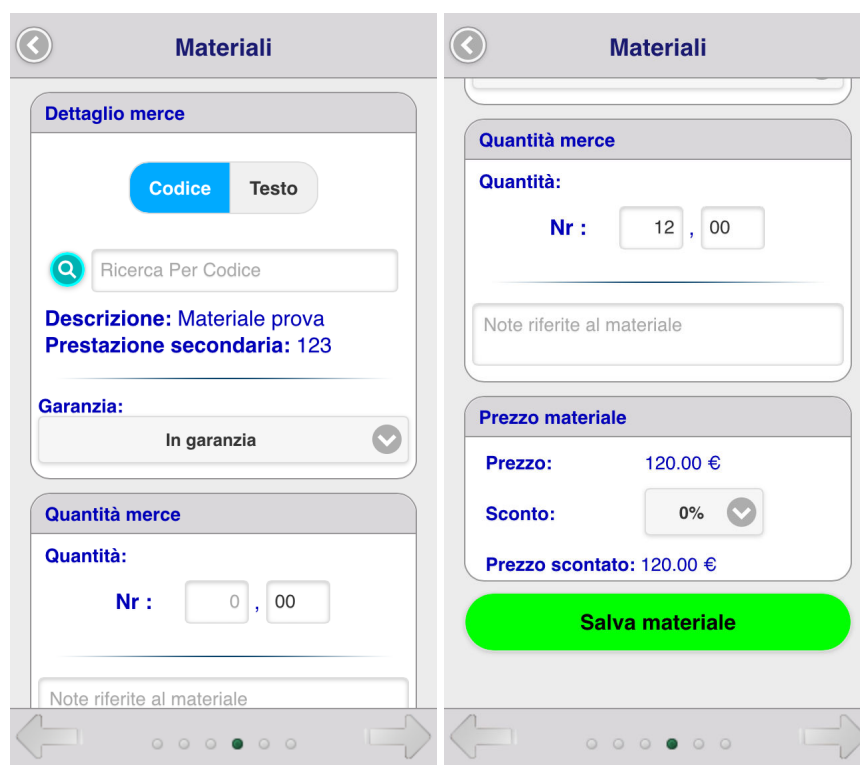 Materiali
Dettaglio merce
Codice Testo
Ricerca Per Codice
Descrizione: Materiale prova
Prestazione secondaria: 123
Garanzia:
In garanzia
Quantità merce
Quantità:
Nr : 0 , 00
Note riferite al materiale
Materiali
Quantità merce
Quantità:
Nr : 12 , 00
Note riferite al materiale
Prezzo materiale
Prezzo: 120.00 €
Sconto: 0%
Prezzo scontato: 120.00 €
Salva materiale